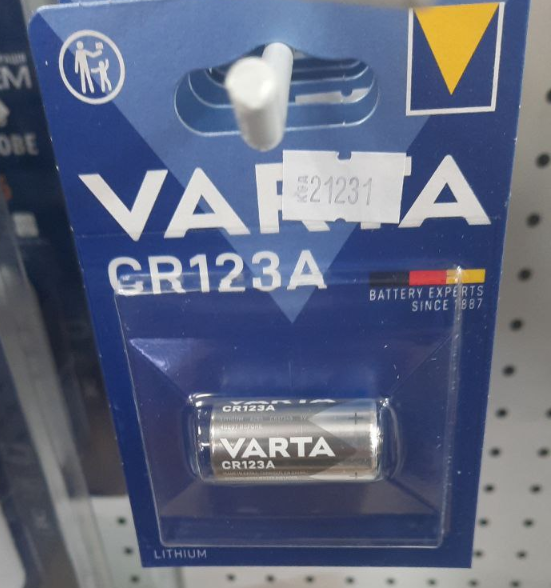 VARTA
21231
CR123A
BATTERY EXPERTS
SINCE 1887
CR123A
VARTA
CR123A
LITHIUM